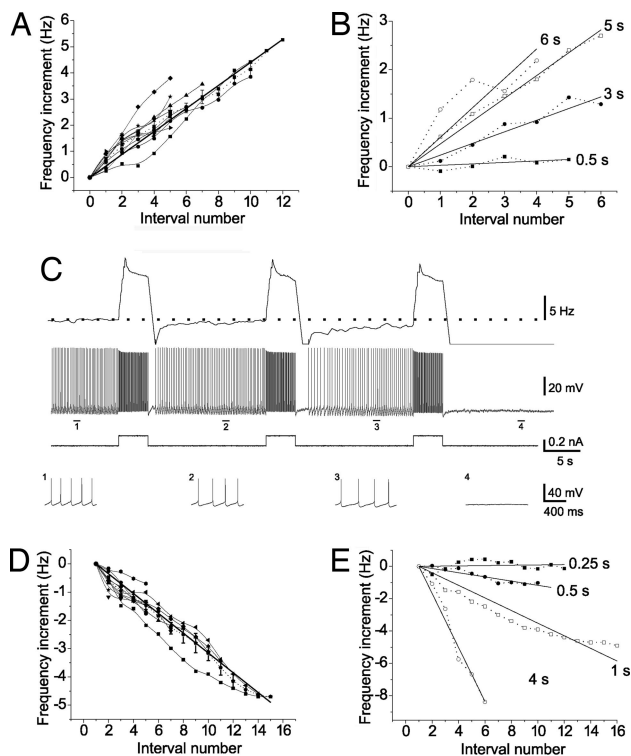 A
B
Frequency increment (Hz)
6
5
4
3
2
1
0
0 2 4 6 8 10 12
Interval number
Frequency increment (Hz)
3
2
1
0
0 1 2 3 4 5 6
Interval number
6 s
5 s
3 s
0.5 s
C
5 Hz
20 mV
1 2 3 4
0.2 nA
5 s
1 2 3 4
40 mV
400 ms
D
E
Frequency increment (Hz)
0
-1
-2
-3
-4
-5
0 2 4 6 8 10 12 14 16
Interval number
Frequency increment (Hz)
0
-2
-4
-6
-8
0 2 4 6 8 10 12 14 16
Interval number
0.25 s
0.5 s
1 s
4 s